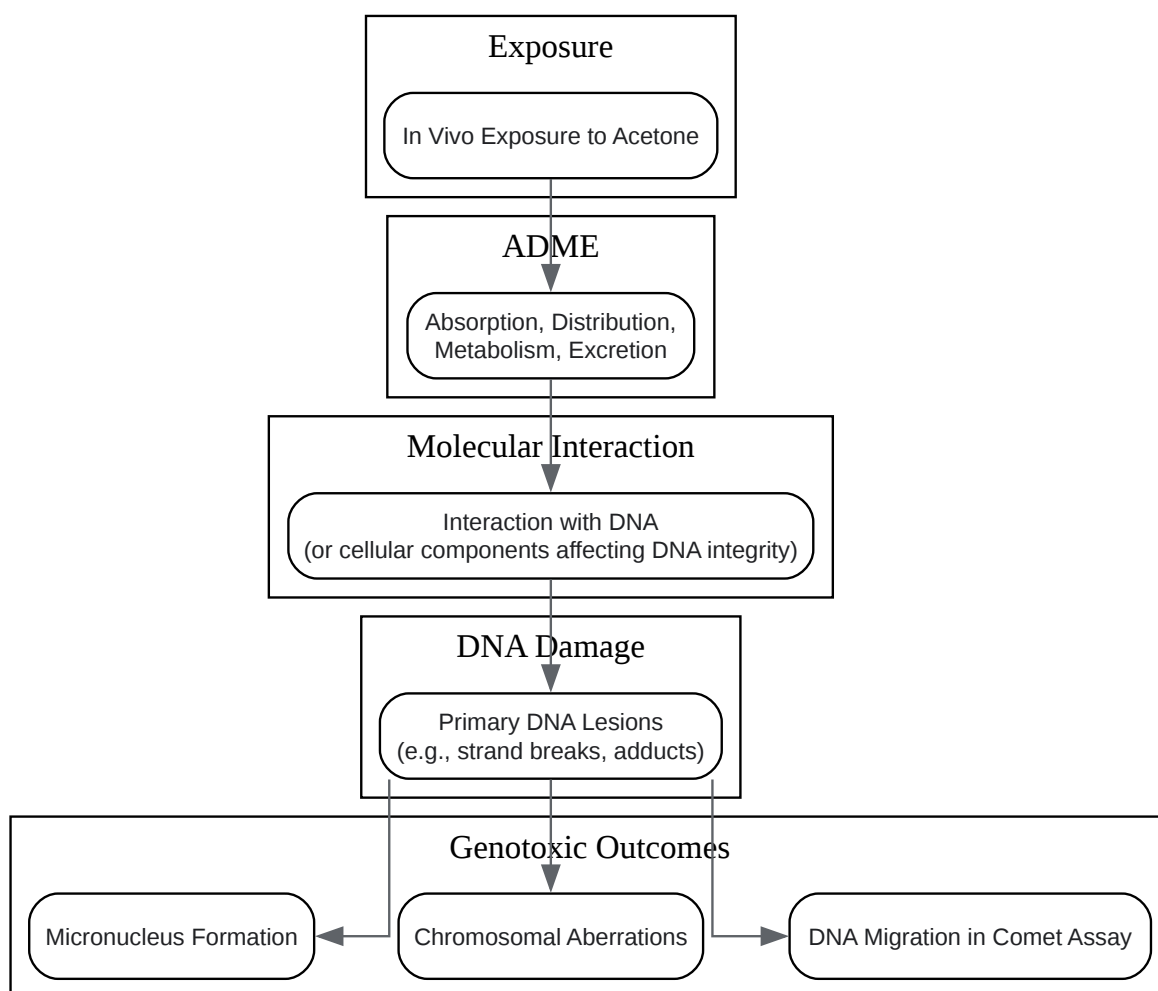 Exposure
In Vivo Exposure to Acetone
ADME
Absorption, Distribution,
Metabolism, Excretion
Molecular Interaction
Interaction with DNA
(or cellular components affecting DNA integrity)
DNA Damage
Primary DNA Lesions
(e.g., strand breaks, adducts)
Genotoxic Outcomes
Micronucleus Formation
Chromosomal Aberrations
DNA Migration in Comet Assay